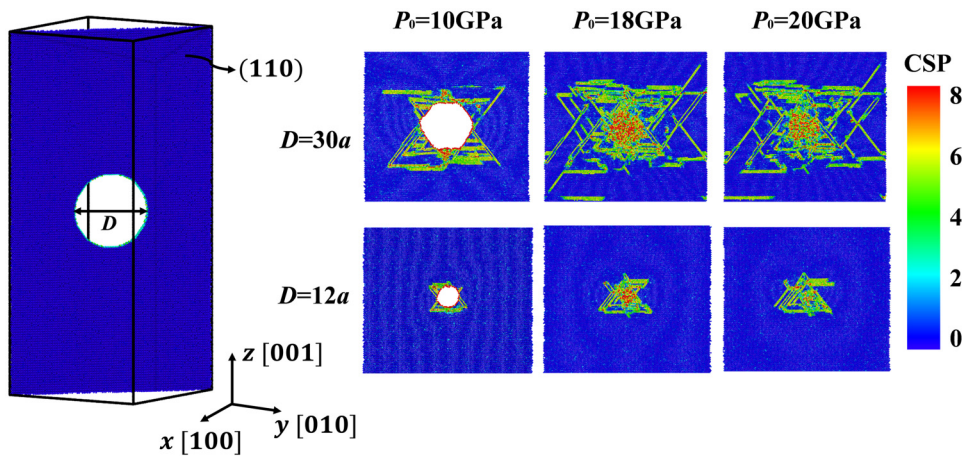 P₀=10GPa P₀=18GPa P₀=20GPa
(110)
CSP
8
6
4
2
0
D=30a
D
D=12a
z [001]
y [010]
x [100]